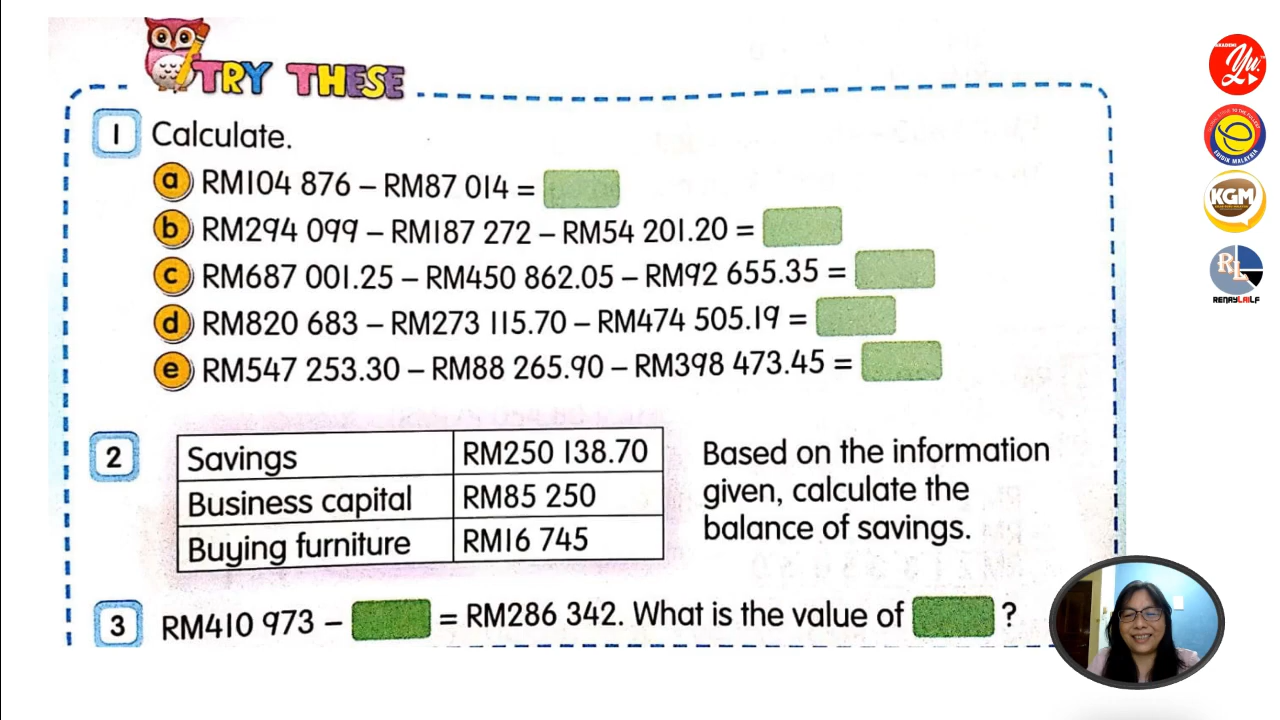 TRY THESE
1 Calculate.
a RM104 876 – RM87 014 =
b RM294 099 – RM187 272 – RM54 201.20 =
c RM687 001.25 – RM450 862.05 – RM92 655.35 =
d RM820 683 – RM273 115.70 – RM474 505.19 =
e RM547 253.30 – RM88 265.90 – RM398 473.45 =
2
Savings RM250 138.70
Business capital RM85 250
Buying furniture RM16 745
Based on the information
given, calculate the
balance of savings.
3 RM410 973 – = RM286 342. What is the value of ?
Yu.
EDIDIK MALAYSIA
KGM
RL
RENAYLAILF